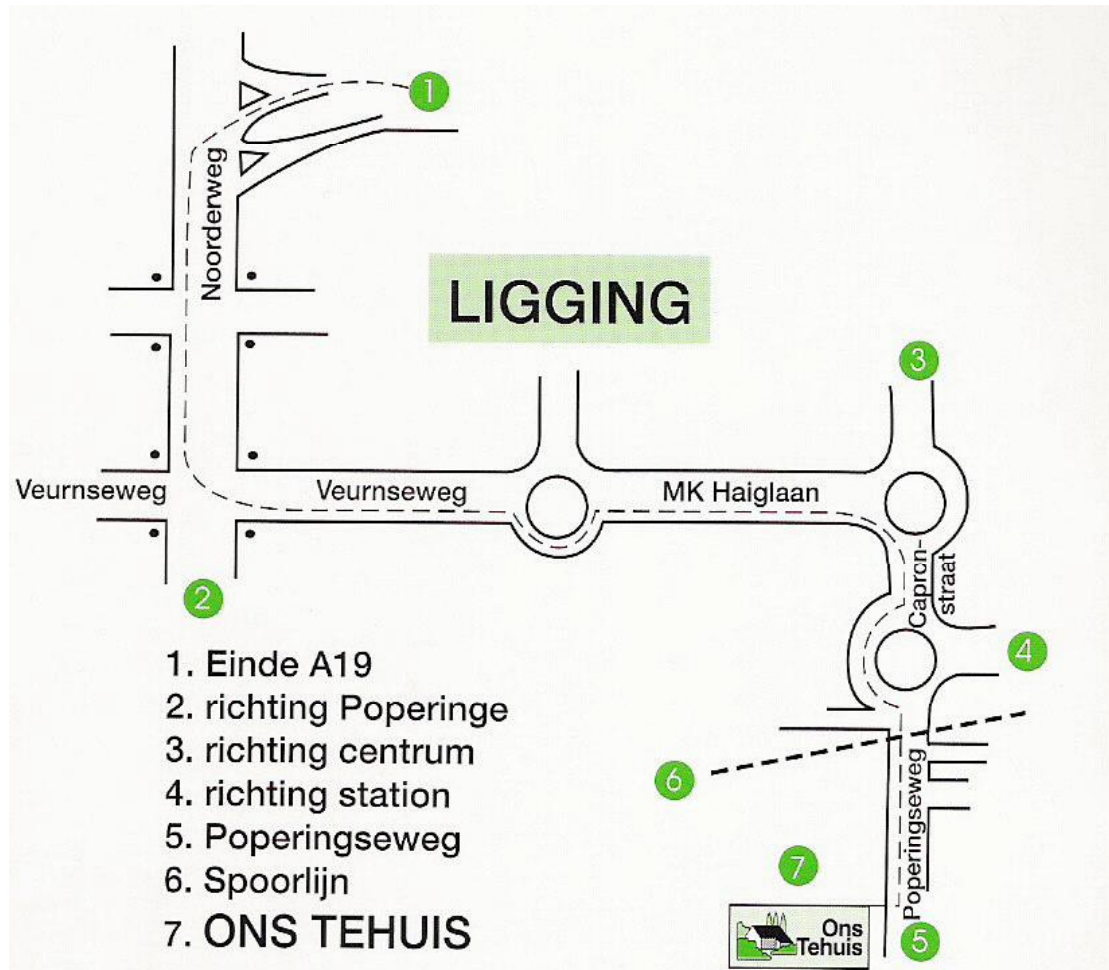 1
Noorderweg
LIGGING
3
Veurnseweg
Veurnseweg
MK Haiglaan
Capron-
straat
2
4
1. Einde A19
2. richting Poperinge
3. richting centrum
4. richting station
5. Poperingseweg
6. Spoorlijn
7. ONS TEHUIS
6
Poperingseweg
7
Ons
Tehuis
5